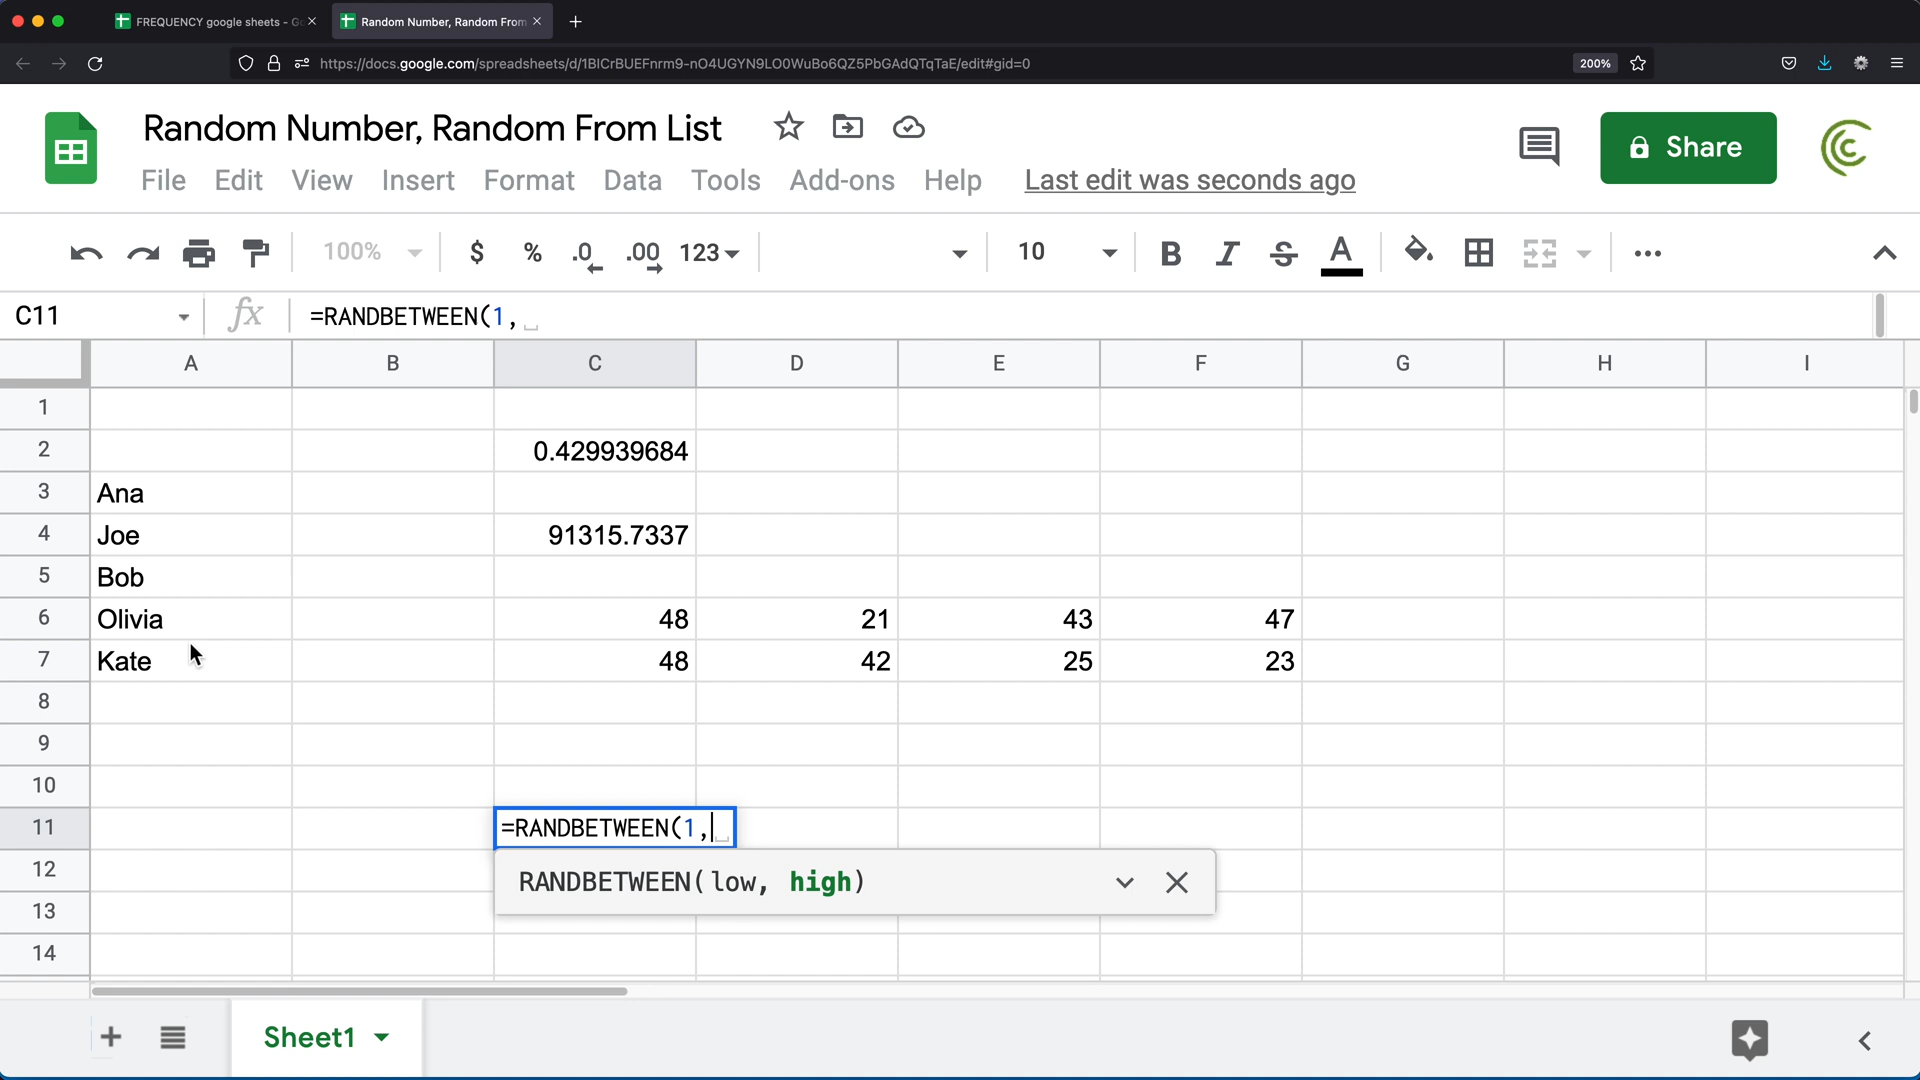 FREQUENCY google sheets - Go
Random Number, Random From
https://docs.google.com/spreadsheets/d/1BICrBUEFnrm9-nO4UGYN9LO0WuBo6QZ5PbGAdQTqTaE/edit#gid=0
200%
Random Number, Random From List
Share
File Edit View Insert Format Data Tools Add-ons Help Last edit was seconds ago
100% $ % .0 .00 123 10 B I S A
C11 fx =RANDBETWEEN(1,
A B C D E F G H I
1
2 0.429939684
3 Ana
4 Joe 91315.7337
5 Bob
6 Olivia 48 21 43 47
7 Kate 48 42 25 23
8
9
10
11 =RANDBETWEEN(1,
12 RANDBETWEEN(low, high)
13
14
Sheet1